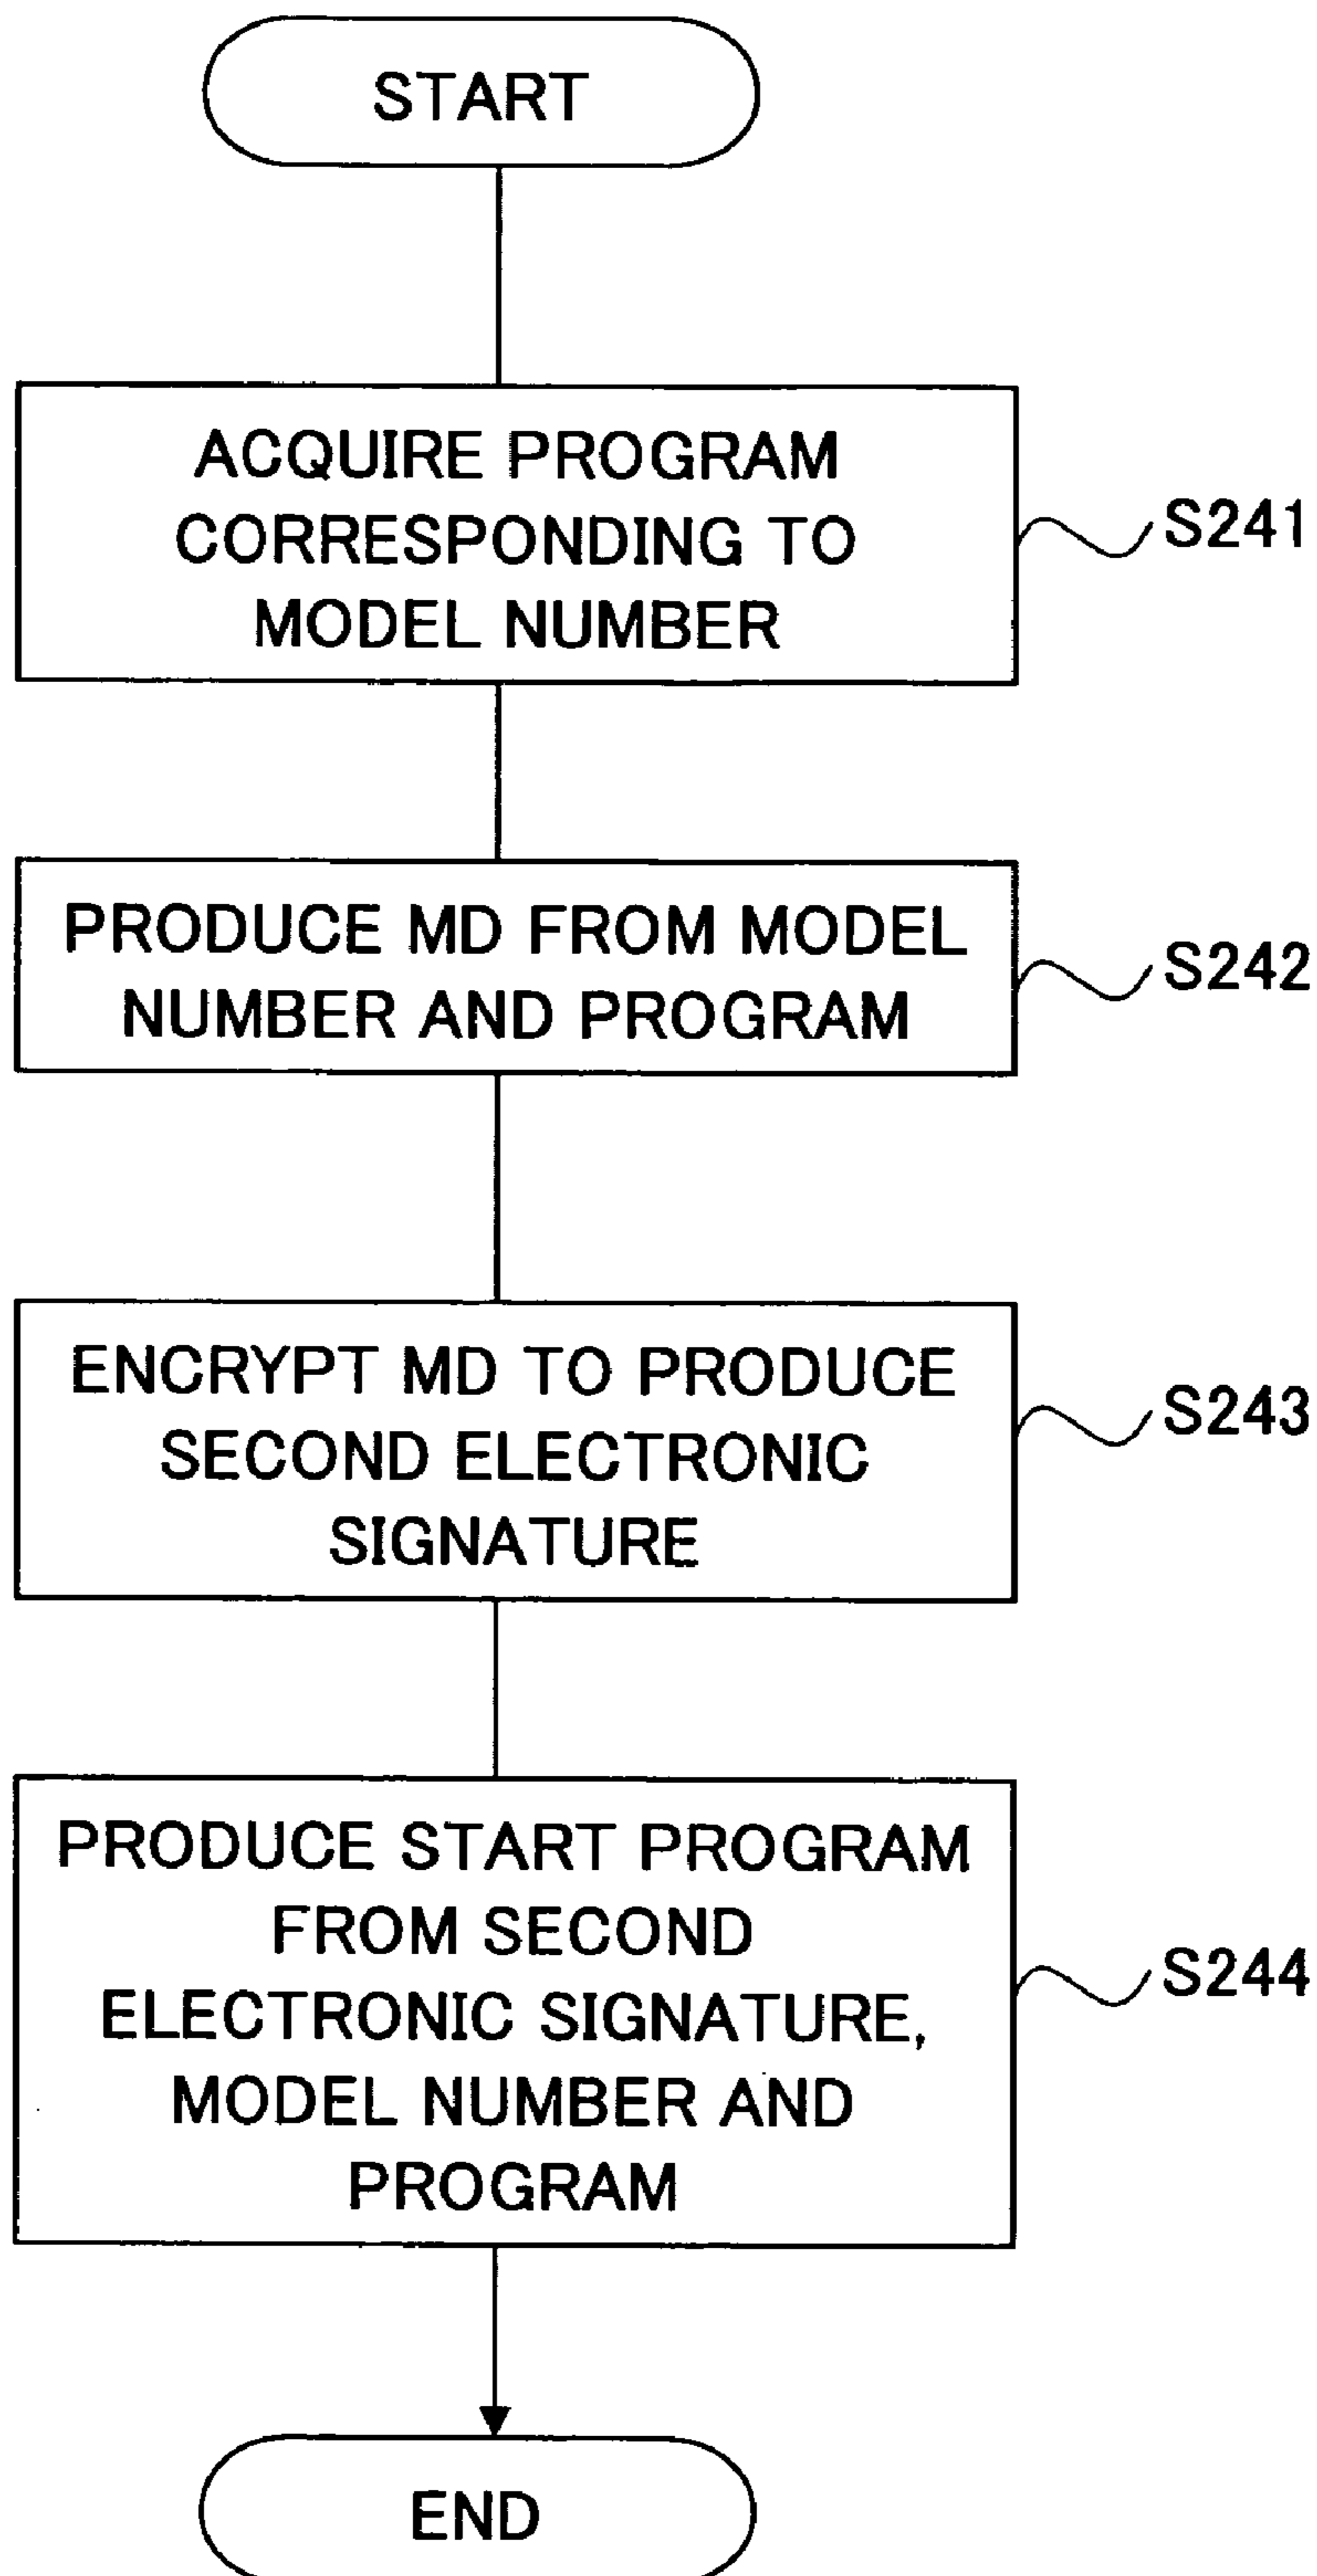 START
ACQUIRE PROGRAM
CORRESPONDING TO
MODEL NUMBER
S241
PRODUCE MD FROM MODEL
NUMBER AND PROGRAM
S242
ENCRYPT MD TO PRODUCE
SECOND ELECTRONIC
SIGNATURE
S243
PRODUCE START PROGRAM
FROM SECOND
ELECTRONIC SIGNATURE,
MODEL NUMBER AND
PROGRAM
S244
END